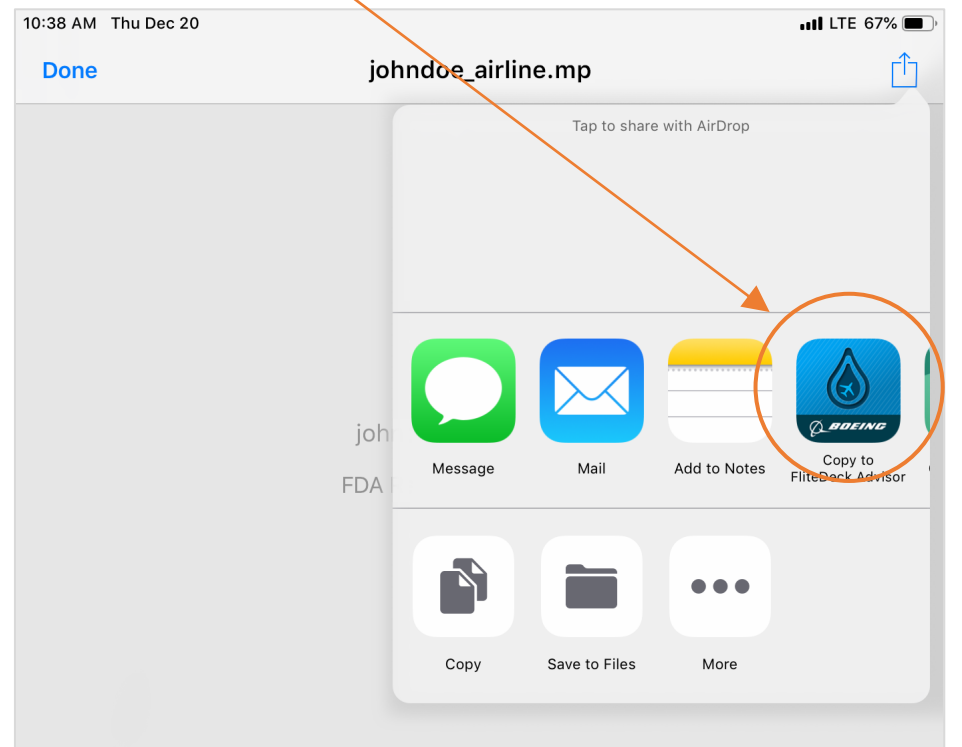 10:38 AM Thu Dec 20
LTE 67%
Done
johndoe_airline.mp
Tap to share with AirDrop
joh
FDA
BOEING
Message
Mail
Add to Notes
Copy to
FliteDeck Advisor
Copy
Save to Files
More